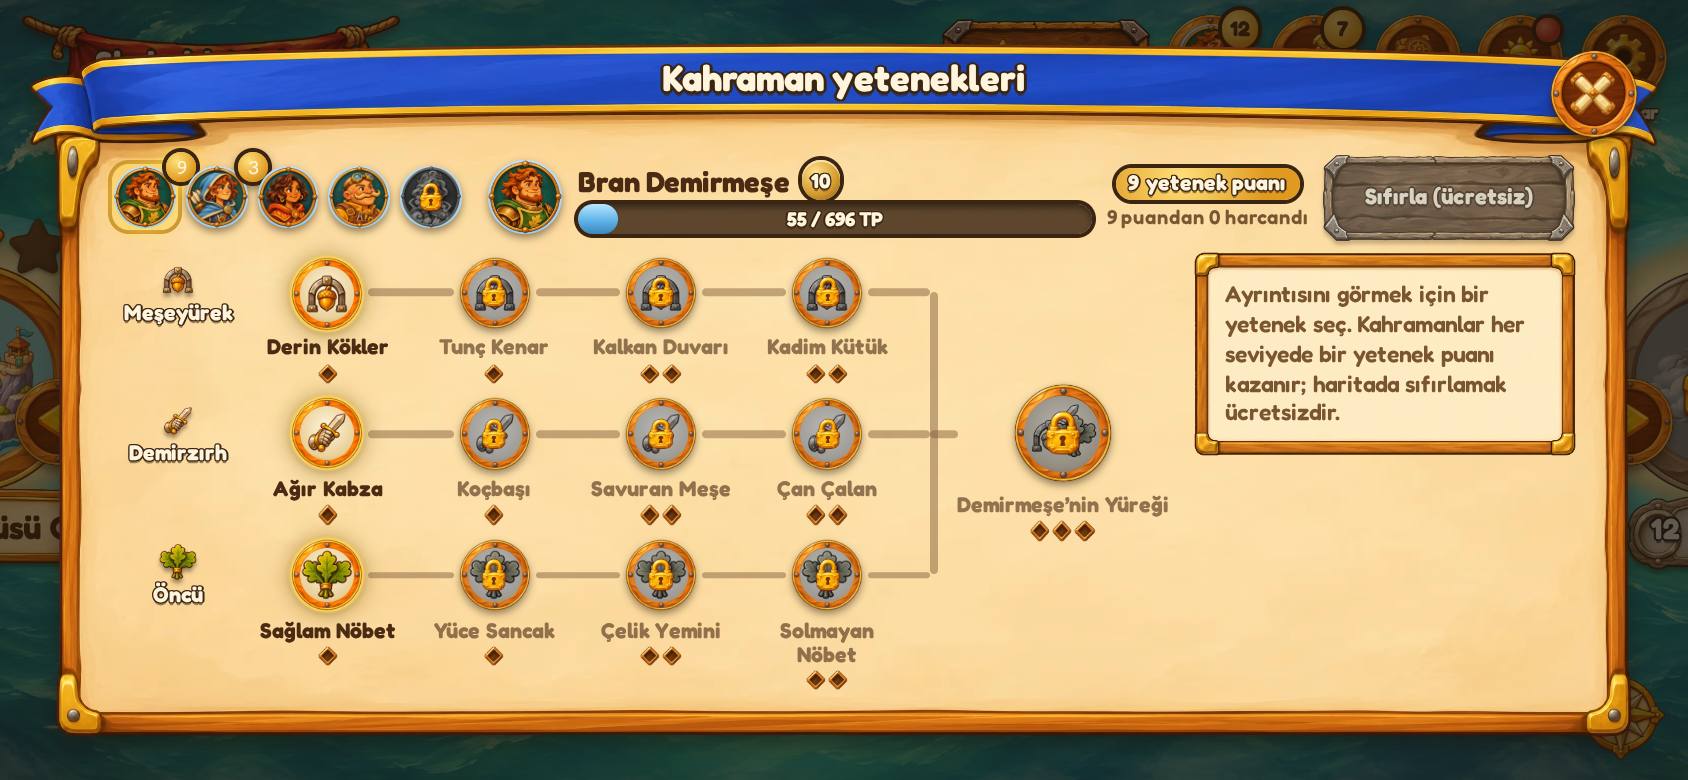 12
7
Kahraman yetenekleri
9
3
Bran Demirmeşe
10
55 / 696 TP
9 yetenek puanı
9 puandan 0 harcandı
Sıfırla (ücretsiz)
Meşeyürek
Derin Kökler
Tunç Kenar
Kalkan Duvarı
Kadim Kütük
Ayrıntısını görmek için bir
yetenek seç. Kahramanlar her
seviyede bir yetenek puanı
kazanır; haritada sıfırlamak
ücretsizdir.
Demirzırh
Ağır Kabza
Koçbaşı
Savuran Meşe
Çan Çalan
Demirmeşe'nin Yüreği
Öncü
Sağlam Nöbet
Yüce Sancak
Çelik Yemini
Solmayan
Nöbet
12